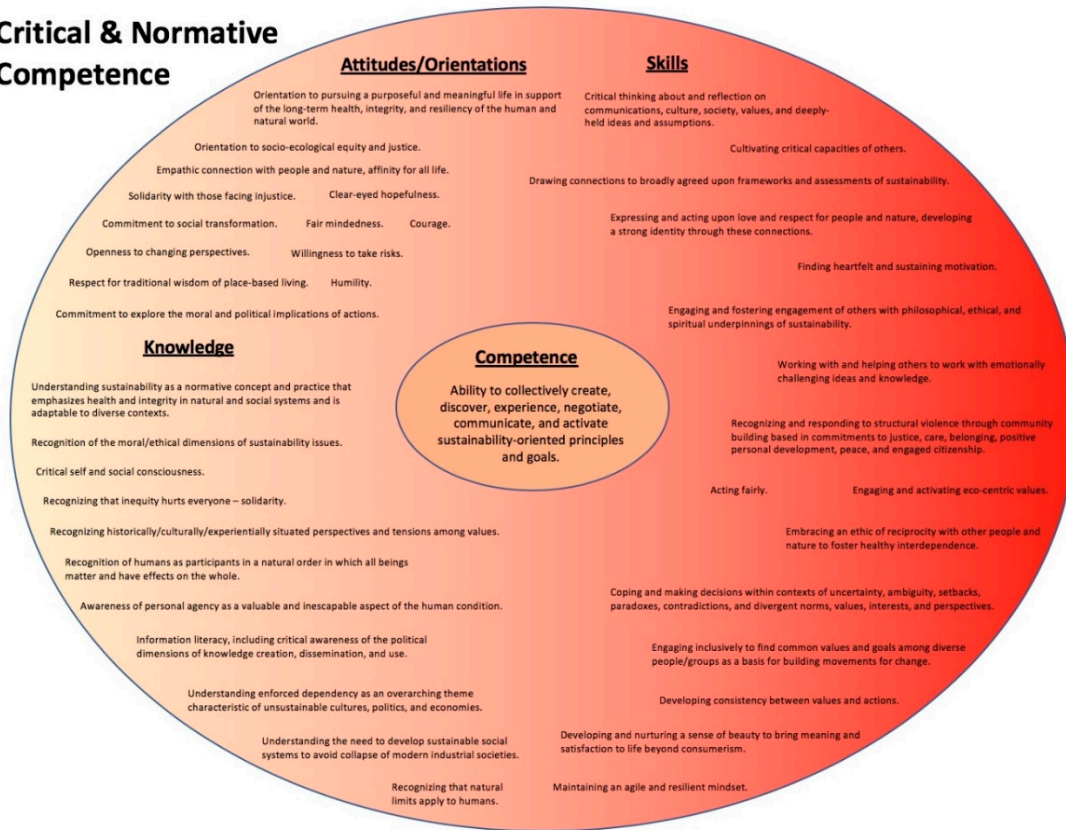 Critical & Normative
Competence
Attitudes/Orientations
Orientation to pursuing a purposeful and meaningful life in support
of the long-term health, integrity, and resiliency of the human and
natural world.
Orientation to socio-ecological equity and justice.
Empathic connection with people and nature, affinity for all life.
Solidarity with those facing injustice.
Clear-eyed hopefulness.
Commitment to social transformation.
Fair mindedness.
Courage.
Openness to changing perspectives.
Willingness to take risks.
Respect for traditional wisdom of place-based living.
Humility.
Commitment to explore the moral and political implications of actions.
Knowledge
Understanding sustainability as a normative concept and practice that
emphasizes health and integrity in natural and social systems and is
adaptable to diverse contexts.
Recognition of the moral/ethical dimensions of sustainability issues.
Critical self and social consciousness.
Recognizing that inequity hurts everyone – solidarity.
Recognizing historically/culturally/experientially situated perspectives and tensions among values.
Recognition of humans as participants in a natural order in which all beings
matter and have effects on the whole.
Awareness of personal agency as a valuable and inescapable aspect of the human condition.
Information literacy, including critical awareness of the political
dimensions of knowledge creation, dissemination, and use.
Understanding enforced dependency as an overarching theme
characteristic of unsustainable cultures, politics, and economies.
Understanding the need to develop sustainable social
systems to avoid collapse of modern industrial societies.
Recognizing that natural
limits apply to humans.
Competence
Ability to collectively create,
discover, experience, negotiate,
communicate, and activate
sustainability-oriented principles
and goals.
Skills
Critical thinking about and reflection on
communications, culture, society, values, and deeply-
held ideas and assumptions.
Cultivating critical capacities of others.
Drawing connections to broadly agreed upon frameworks and assessments of sustainability.
Expressing and acting upon love and respect for people and nature, developing
a strong identity through these connections.
Finding heartfelt and sustaining motivation.
Engaging and fostering engagement of others with philosophical, ethical, and
spiritual underpinnings of sustainability.
Working with and helping others to work with emotionally
challenging ideas and knowledge.
Recognizing and responding to structural violence through community
building based in commitments to justice, care, belonging, positive
personal development, peace, and engaged citizenship.
Acting fairly.
Engaging and activating eco-centric values.
Embracing an ethic of reciprocity with other people and
nature to foster healthy interdependence.
Coping and making decisions within contexts of uncertainty, ambiguity, setbacks,
paradoxes, contradictions, and divergent norms, values, interests, and perspectives.
Engaging inclusively to find common values and goals among diverse
people/groups as a basis for building movements for change.
Developing consistency between values and actions.
Developing and nurturing a sense of beauty to bring meaning and
satisfaction to life beyond consumerism.
Maintaining an agile and resilient mindset.